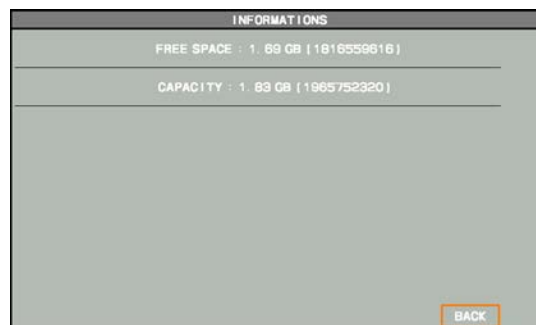 INFORMATIONS
FREE SPACE : 1. 69 GB [1816559616]
CAPACITY : 1. 83 GB [1965752320]
BACK